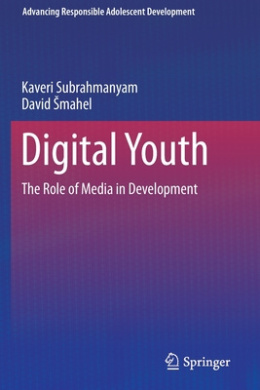 Advancing Responsible Adolescent Development
Kaveri Subrahmanyam
David Šmahel
Digital Youth
The Role of Media in Development
Springer